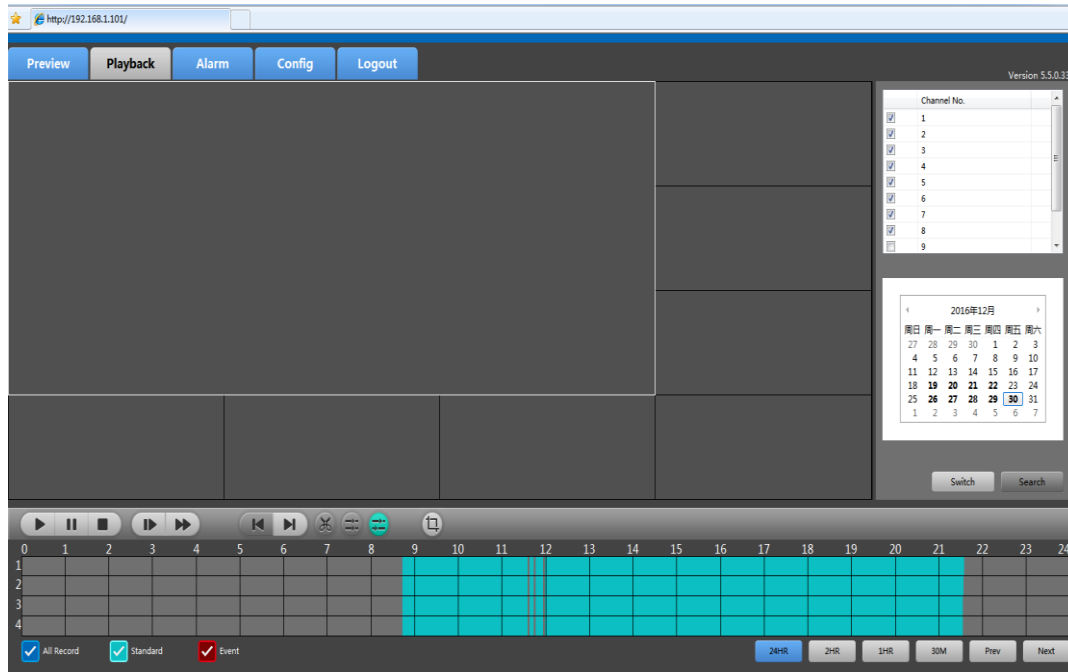 http://192.168.1.101/
Preview Playback Alarm Config Logout
Version 5.5.0.33
Channel No.
1
2
3
4
5
6
7
8
9
2016年12月
周日 周一 周二 周三 周四 周五 周六
27 28 29 30 1 2 3
4 5 6 7 8 9 10
11 12 13 14 15 16 17
18 19 20 21 22 23 24
25 26 27 28 29 30 31
1 2 3 4 5 6 7
Switch Search
0 1 2 3 4 5 6 7 8 9 10 11 12 13 14 15 16 17 18 19 20 21 22 23 24
1
2
3
4
All Record Standard Event 24HR 2HR 1HR 30M Prev Next